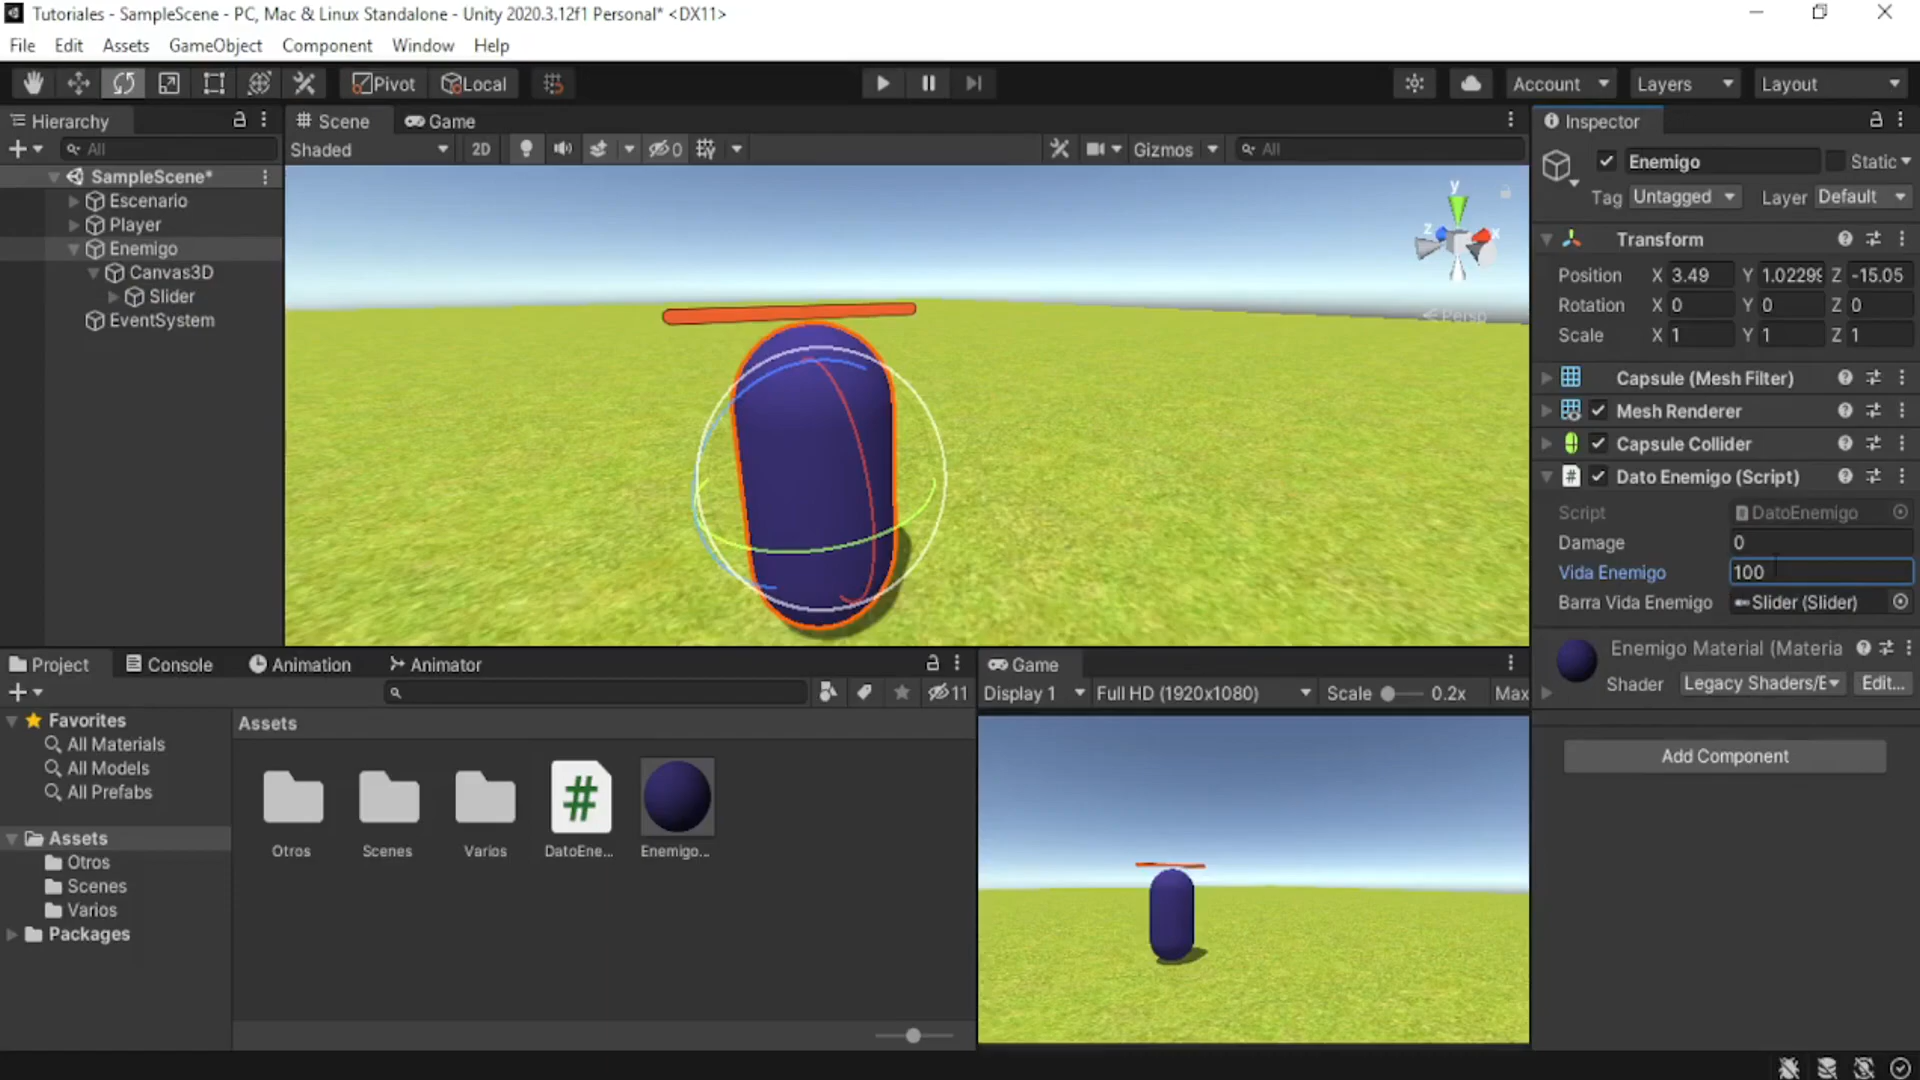 Tutoriales - SampleScene - PC, Mac & Linux Standalone - Unity 2020.3.12f1 Personal* <DX11>
File Edit Assets GameObject Component Window Help
Pivot Local Account Layers Layout
Hierarchy
All
SampleScene*
Escenario
Player
Enemigo
Canvas3D
Slider
EventSystem
Scene Game
Shaded 2D 0 Gizmos All
y
z x
Persp
Inspector
Enemigo Static
Tag Untagged Layer Default
Transform
Position X 3.49 Y 1.02299 Z -15.05
Rotation X 0 Y 0 Z 0
Scale X 1 Y 1 Z 1
Capsule (Mesh Filter)
Mesh Renderer
Capsule Collider
# Dato Enemigo (Script)
Script DatoEnemigo
Damage 0
Vida Enemigo 100
Barra Vida Enemigo Slider (Slider)
Enemigo Material (Materia
Shader Legacy Shaders/E Edit...
Add Component
Project Console Animation Animator
11
Favorites
All Materials
All Models
All Prefabs
Assets
Otros
Scenes
Varios
Packages
Assets
#
Otros Scenes Varios DatoEne... Enemigo...
Game
Display 1 Full HD (1920x1080) Scale 0.2x Max